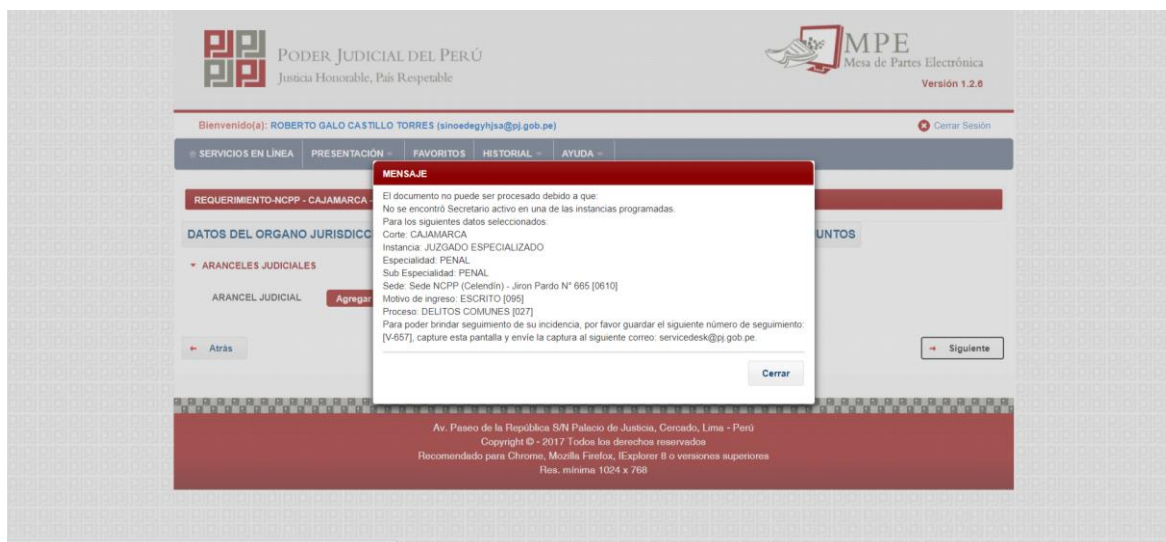 PODER JUDICIAL DEL PERÚ
Justicia Honorable, País Respetable
MPE
Mesa de Partes Electrónica
Versión 1.2.6
Bienvenido(a): ROBERTO GALO CASTILLO TORRES (sinoedegyhjsa@pj.gob.pe)
Cerrar Sesión
SERVICIOS EN LÍNEA PRESENTACIÓN FAVORITOS HISTORIAL AYUDA
MENSAJE
REQUERIMIENTO-NCPP - CAJAMARCA -
El documento no puede ser procesado debido a que:
No se encontró Secretario activo en una de las instancias programadas.
Para los siguientes datos seleccionados:
Corte: CAJAMARCA
Instancia: JUZGADO ESPECIALIZADO
Especialidad: PENAL
Sub Especialidad: PENAL
Sede: Sede NCPP (Celendín) - Jiron Pardo N° 665 [0610]
Motivo de ingreso: ESCRITO [095]
Proceso: DELITOS COMUNES [027]
Para poder brindar seguimiento de su incidencia, por favor guardar el siguiente número de seguimiento:
[V-657], capture esta pantalla y envíe la captura al siguiente correo: servicedesk@pj.gob.pe.
Cerrar
DATOS DEL ORGANO JURISDICC
UNTOS
ARANCELES JUDICIALES
ARANCEL JUDICIAL Agregar
Atrás
Siguiente
Av. Paseo de la República S/N Palacio de Justicia, Cercado, Lima - Perú
Copyright © - 2017 Todos los derechos reservados
Recomendado para Chrome, Mozilla Firefox, IExplorer 8 o versiones superiores
Res. mínima 1024 x 768